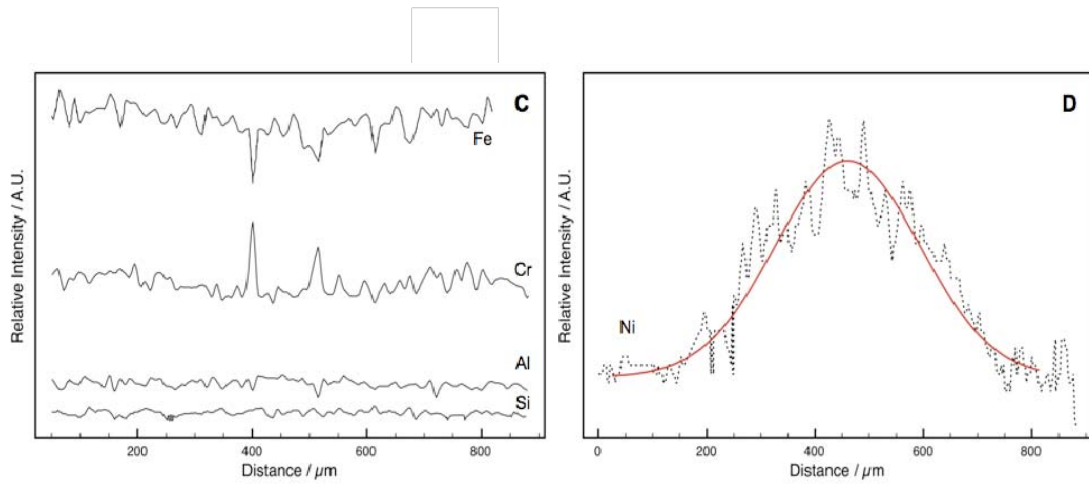 C
Fe
Cr
Al
Si
Relative Intensity / A.U.
200
400
600
800
Distance / μm
D
Ni
Relative Intensity / A.U.
0
200
400
600
800
Distance / μm